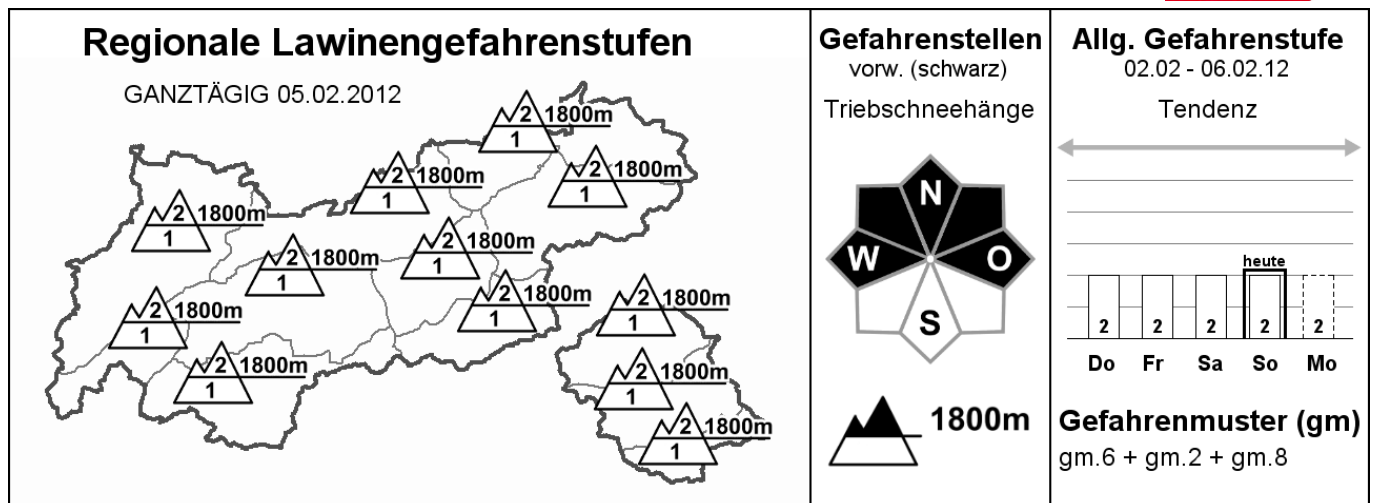 Regionale Lawinengefahrenstufen
GANZTÄGIG 05.02.2012
2 1800m
1
2 1800m
1
2 1800m
1
2 1800m
1
2 1800m
1
2 1800m
1
2 1800m
1
2 1800m
1
2 1800m
1
2 1800m
1
2 1800m
1
2 1800m
1
Gefahrenstellen
vorw. (schwarz)
Triebschneehänge
N
W O
S
1800m
Allg. Gefahrenstufe
02.02 - 06.02.12
Tendenz
heute
2 2 2 2 2
Do Fr Sa So Mo
Gefahrenmuster (gm)
gm.6 + gm.2 + gm.8